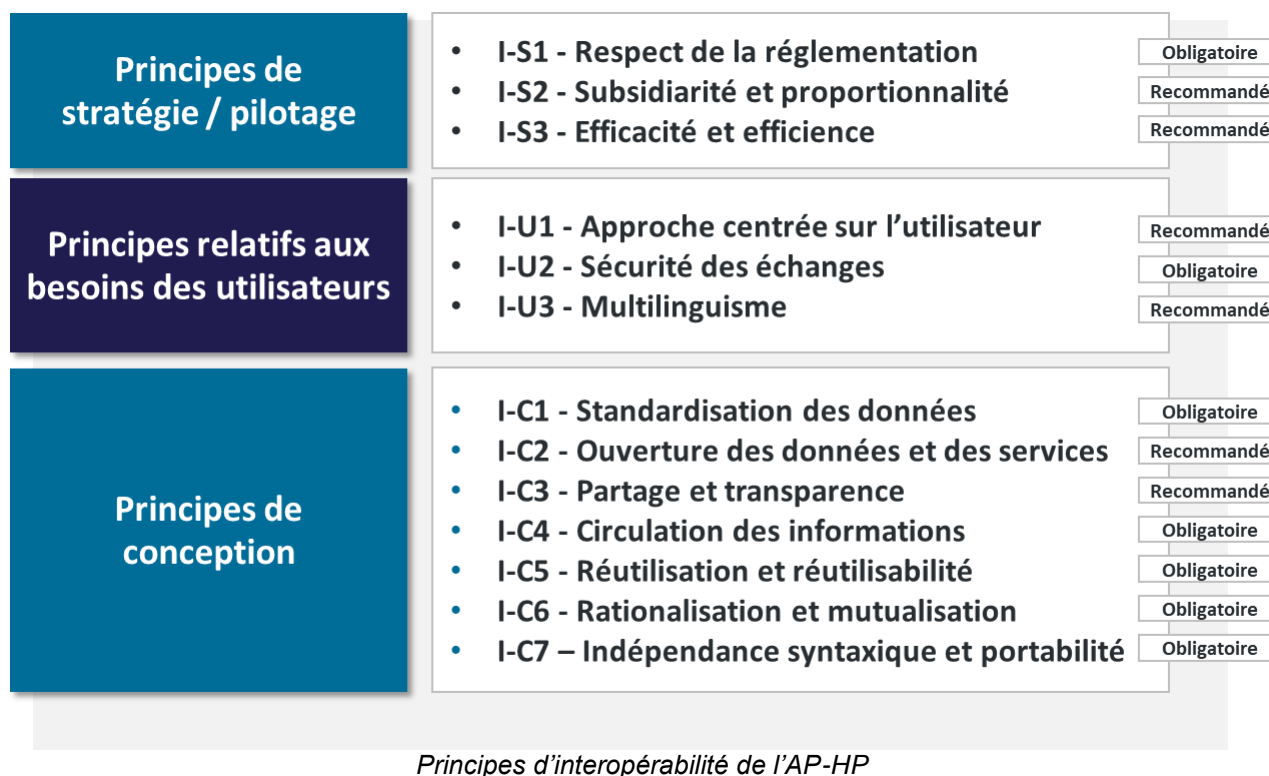 Principes de
stratégie / pilotage
• I-S1 - Respect de la réglementation
Obligatoire
• I-S2 - Subsidiarité et proportionnalité
Recommandé
• I-S3 - Efficacité et efficience
Recommandé
Principes relatifs aux
besoins des utilisateurs
• I-U1 - Approche centrée sur l’utilisateur
Recommandé
• I-U2 - Sécurité des échanges
Obligatoire
• I-U3 - Multilinguisme
Recommandé
Principes de
conception
• I-C1 - Standardisation des données
Obligatoire
• I-C2 - Ouverture des données et des services
Recommandé
• I-C3 - Partage et transparence
Recommandé
• I-C4 - Circulation des informations
Obligatoire
• I-C5 - Réutilisation et réutilisabilité
Obligatoire
• I-C6 - Rationalisation et mutualisation
Obligatoire
• I-C7 – Indépendance syntaxique et portabilité
Obligatoire
Principes d’interopérabilité de l’AP-HP